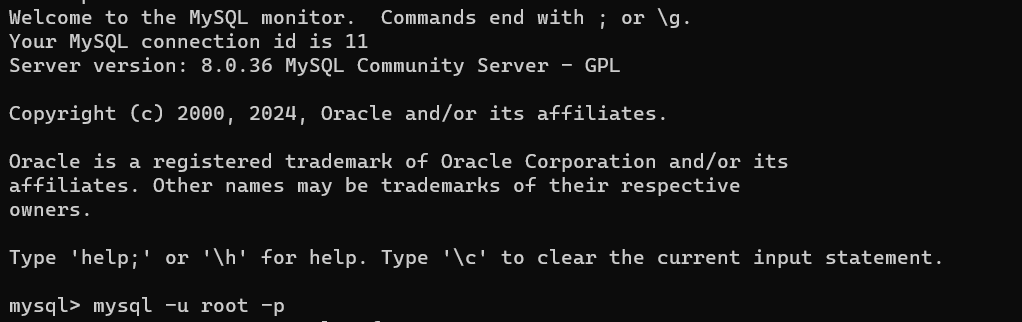 Welcome to the MySQL monitor.  Commands end with ; or \g.
Your MySQL connection id is 11
Server version: 8.0.36 MySQL Community Server - GPL
Copyright (c) 2000, 2024, Oracle and/or its affiliates.
Oracle is a registered trademark of Oracle Corporation and/or its
affiliates. Other names may be trademarks of their respective
owners.
Type 'help;' or '\h' for help. Type '\c' to clear the current input statement.
mysql> mysql -u root -p